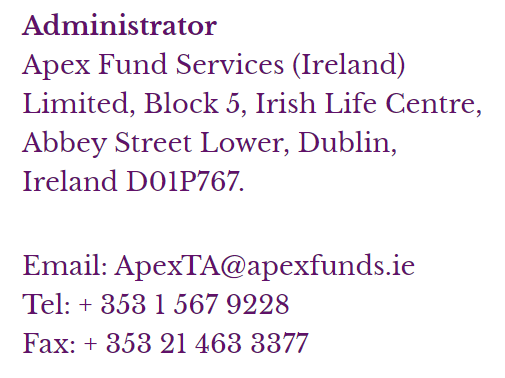 Administrator
Apex Fund Services (Ireland)
Limited, Block 5, Irish Life Centre,
Abbey Street Lower, Dublin,
Ireland D01P767.
Email: ApexTA@apexfunds.ie
Tel: + 353 1 567 9228
Fax: + 353 21 463 3377